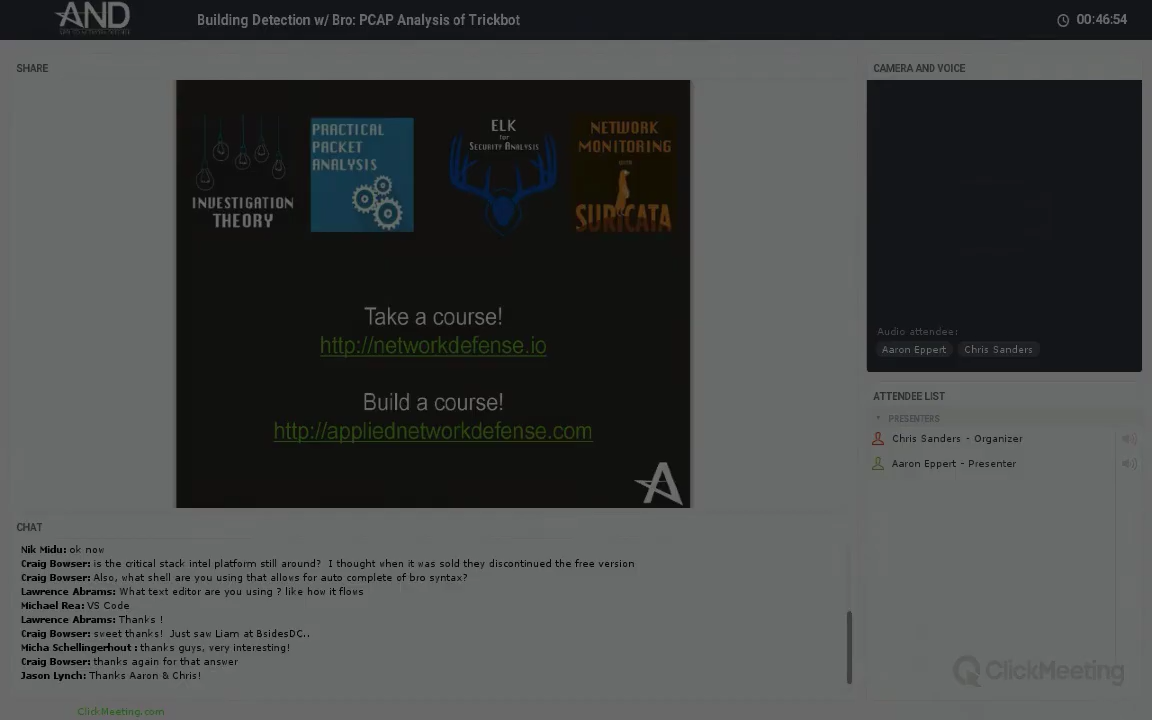 AND
Building Detection w/ Bro: PCAP Analysis of Trickbot
00:46:54
SHARE
CAMERA AND VOICE
INVESTIGATION
THEORY
PRACTICAL
PACKET
ANALYSIS
ELK
for
SECURITY ANALYSIS
NETWORK
MONITORING
WITH
SURICATA
Take a course!
http://networkdefense.io
Build a course!
http://appliednetworkdefense.com
Audio attendee:
Aaron Eppert Chris Sanders
ATTENDEE LIST
PRESENTERS
Chris Sanders - Organizer
Aaron Eppert - Presenter
CHAT
Nik Midu: ok now
Craig Bowser: is the critical stack intel platform still around? I thought when it was sold they discontinued the free version
Craig Bowser: Also, what shell are you using that allows for auto complete of bro syntax?
Lawrence Abrams: What text editor are you using ? like how it flows
Michael Rea: VS Code
Lawrence Abrams: Thanks !
Craig Bowser: sweet thanks! Just saw Liam at BsidesDC..
Micha Schellingerhout : thanks guys, very interesting!
Craig Bowser: thanks again for that answer
Jason Lynch: Thanks Aaron & Chris!
ClickMeeting
ClickMeeting.com